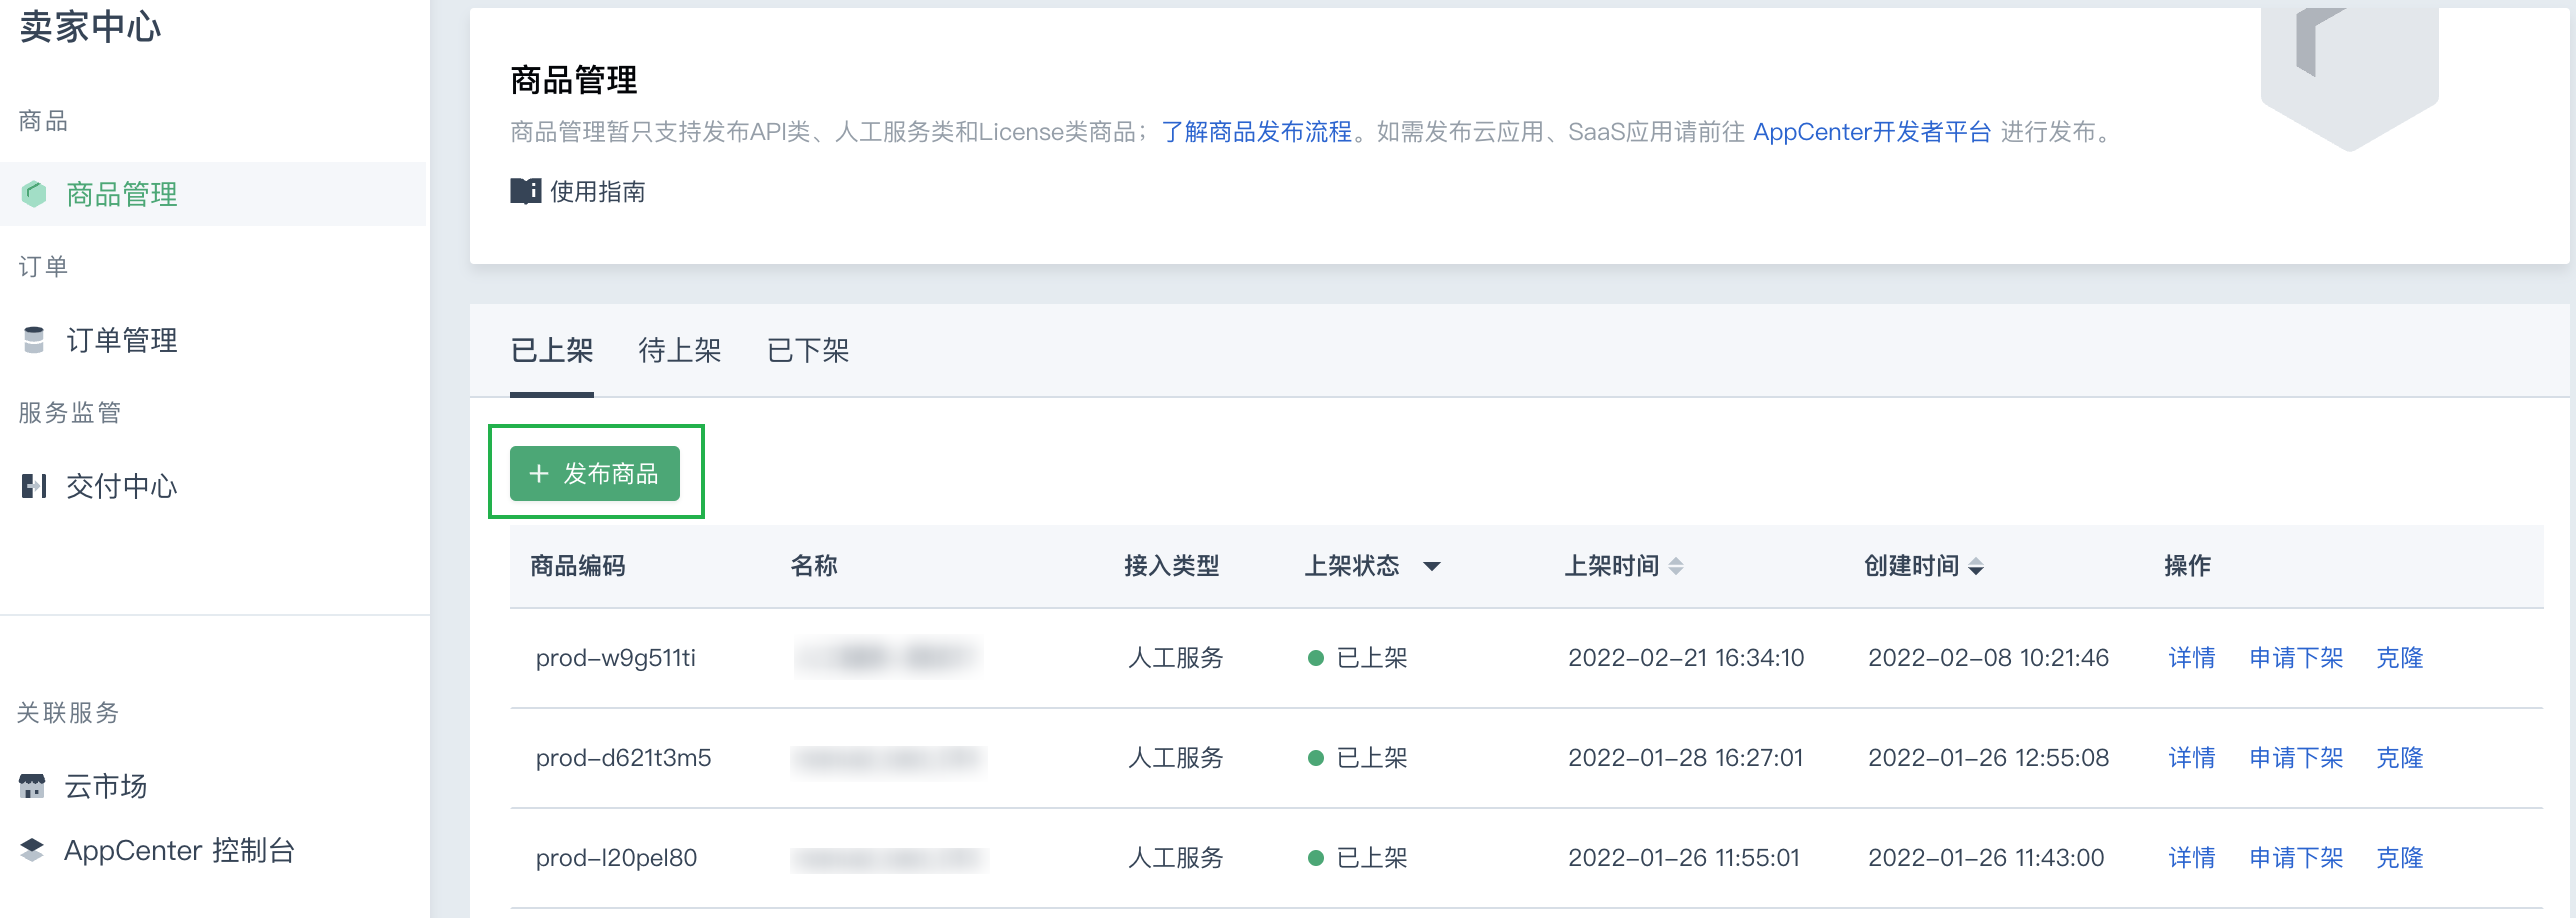 卖家中心
商品
商品管理
订单
订单管理
服务监管
交付中心
关联服务
云市场
AppCenter 控制台
商品管理
商品管理暂只支持发布API类、人工服务类和License类商品；了解商品发布流程。如需发布云应用、SaaS应用请前往 AppCenter开发者平台 进行发布。
使用指南
已上架 待上架 已下架
+ 发布商品
商品编码 名称 接入类型 上架状态 上架时间 创建时间 操作
prod-w9g511ti 人工服务 已上架 2022-02-21 16:34:10 2022-02-08 10:21:46 详情 申请下架 克隆
prod-d621t3m5 人工服务 已上架 2022-01-28 16:27:01 2022-01-26 12:55:08 详情 申请下架 克隆
prod-l20pel80 人工服务 已上架 2022-01-26 11:55:01 2022-01-26 11:43:00 详情 申请下架 克隆